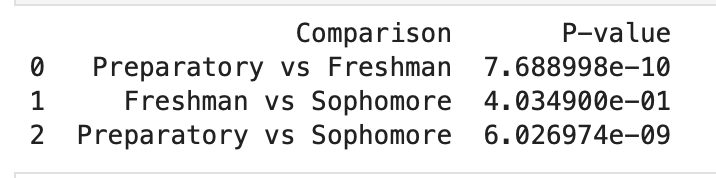 Comparison P-value
0 Preparatory vs Freshman 7.688998e-10
1 Freshman vs Sophomore 4.034900e-01
2 Preparatory vs Sophomore 6.026974e-09